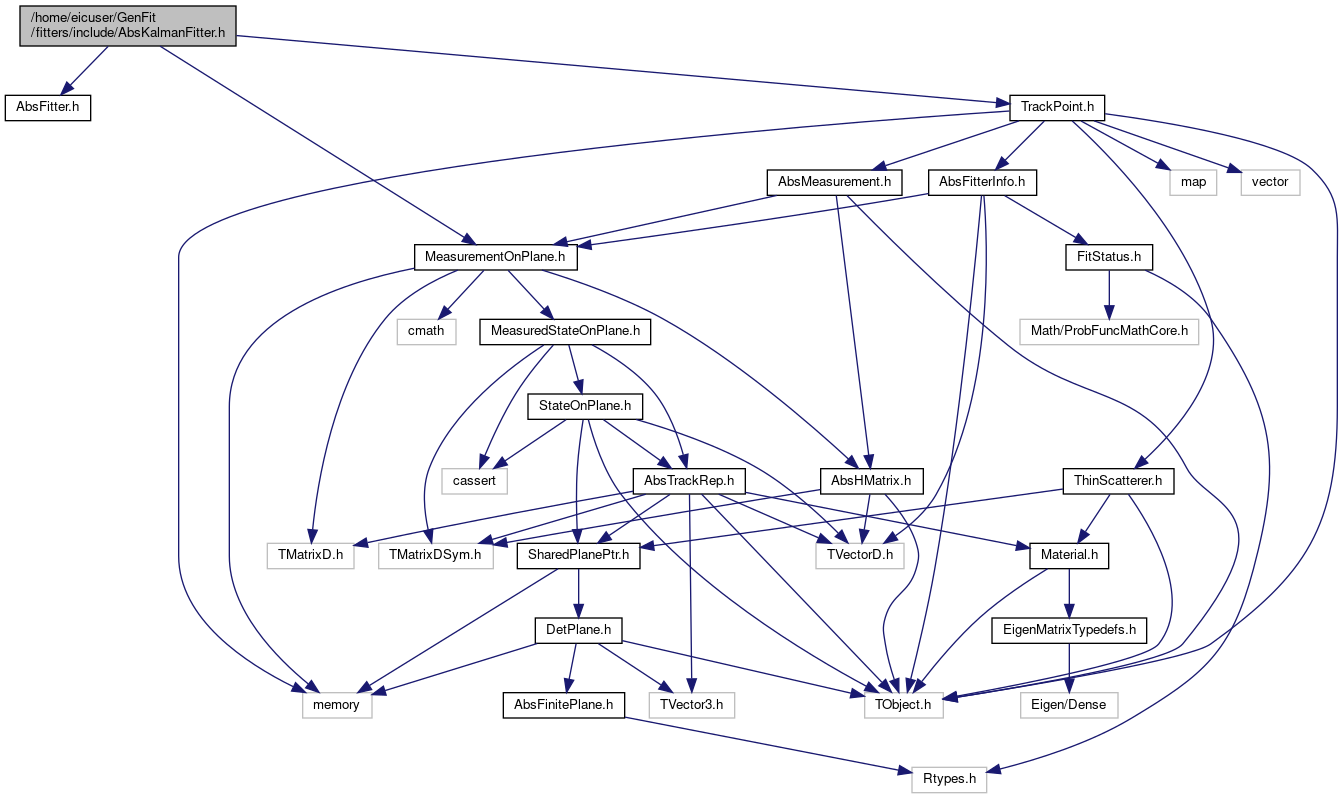 /home/eicuser/GenFit
/fitters/include/AbsKalmanFitter.h
AbsFitter.h
TrackPoint.h
AbsMeasurement.h
AbsFitterInfo.h
map
vector
MeasurementOnPlane.h
FitStatus.h
cmath
MeasuredStateOnPlane.h
Math/ProbFuncMathCore.h
StateOnPlane.h
cassert
AbsTrackRep.h
AbsHMatrix.h
ThinScatterer.h
TMatrixD.h
TMatrixDSym.h
SharedPlanePtr.h
TVectorD.h
Material.h
DetPlane.h
EigenMatrixTypedefs.h
memory
AbsFinitePlane.h
TVector3.h
TObject.h
Eigen/Dense
Rtypes.h